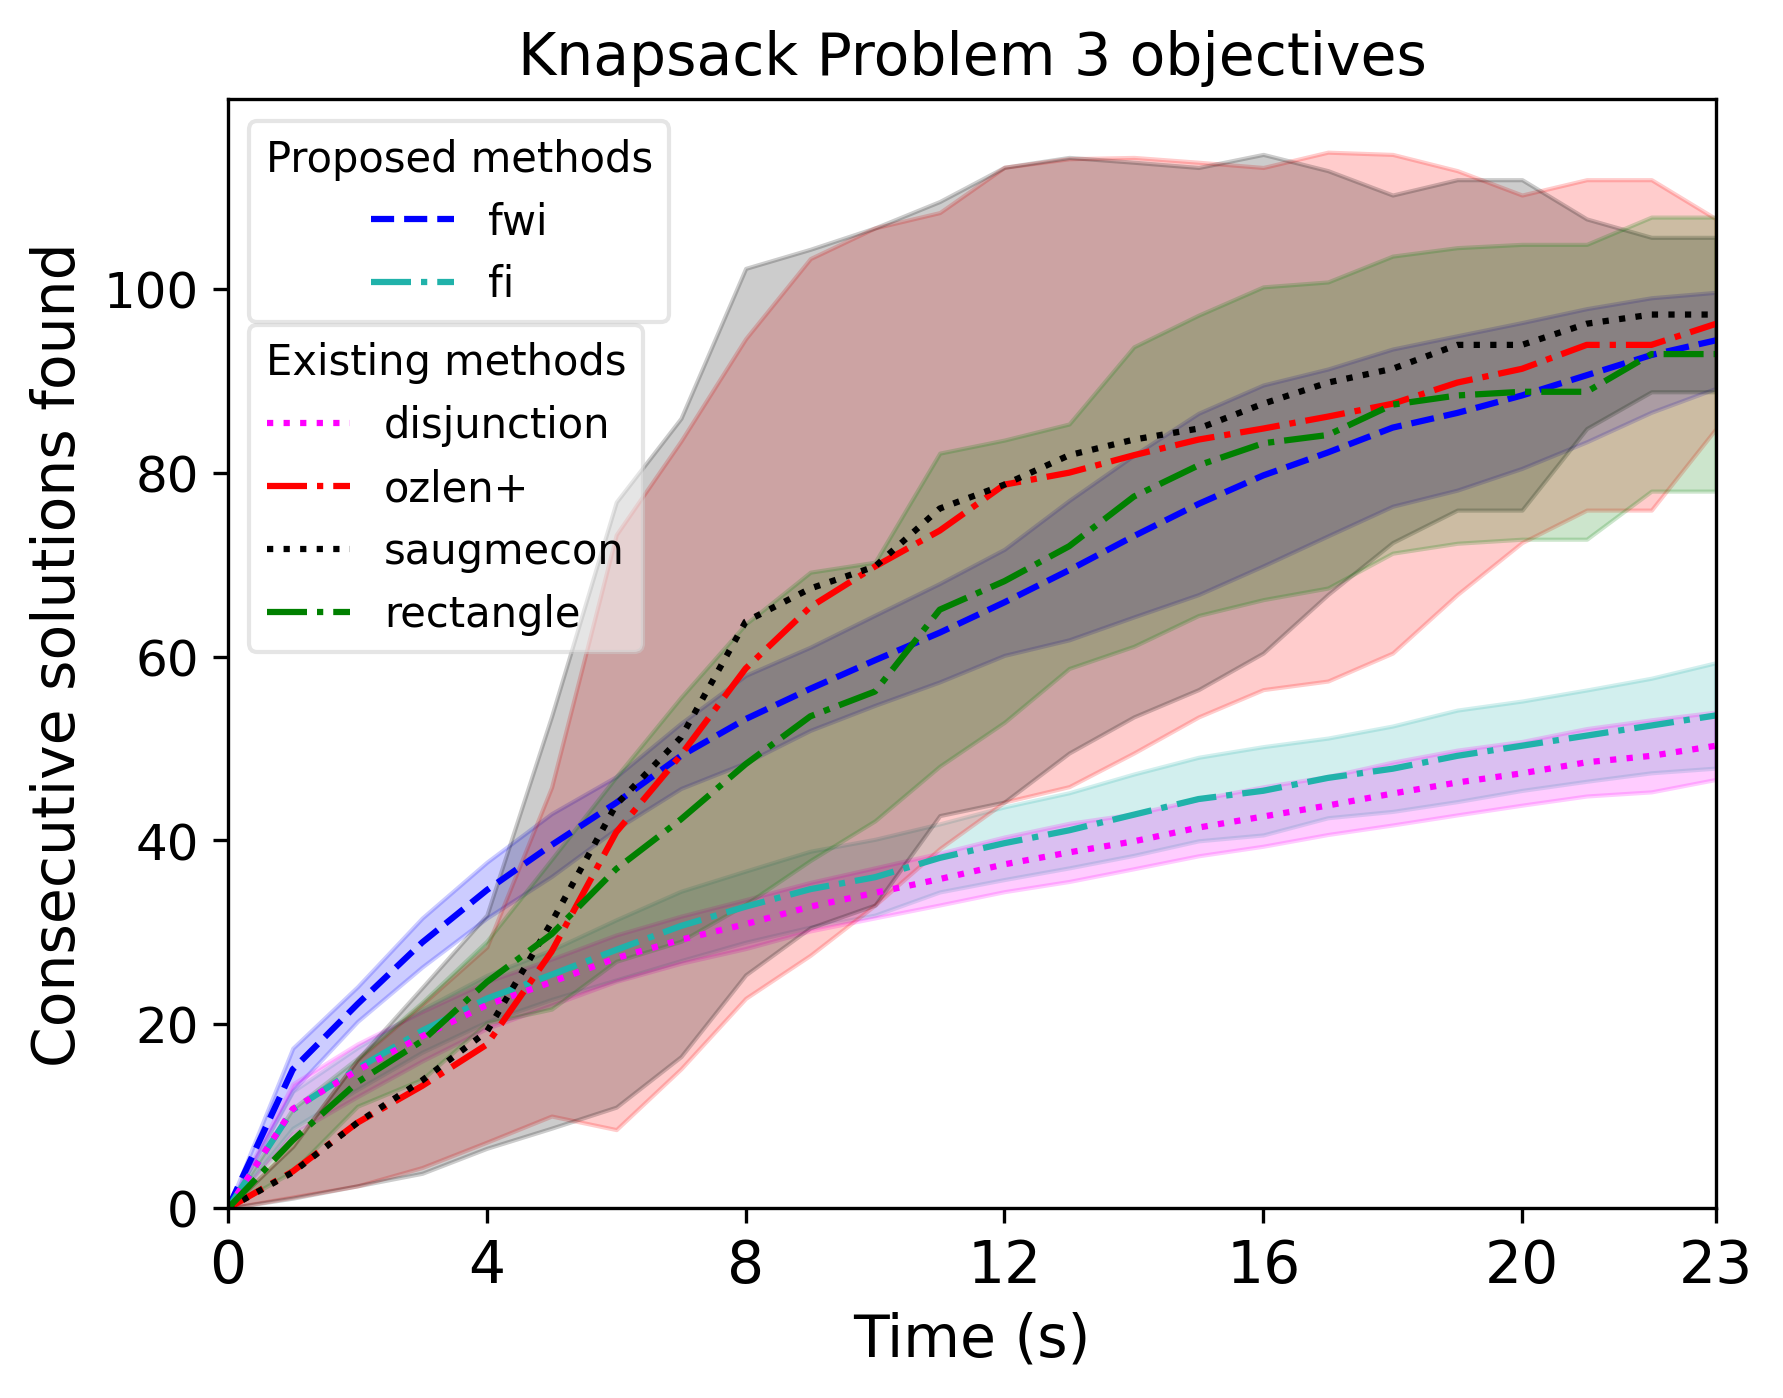 Knapsack Problem 3 objectives
Consecutive solutions found
100
80
60
40
20
0
Proposed methods
fwi
fi
Existing methods
disjunction
ozlen+
saugmecon
rectangle
0 4 8 12 16 20 23
Time (s)